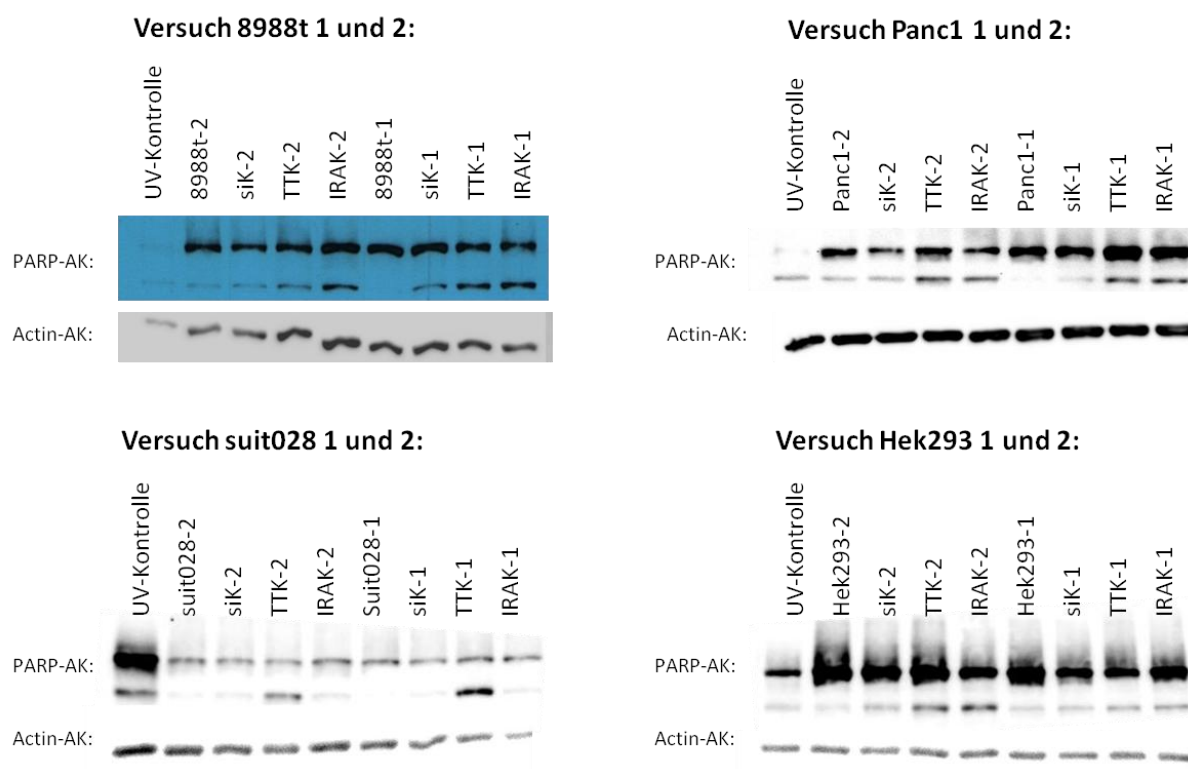 Versuch 8988t 1 und 2:
UV-Kontrolle
8988t-2
siK-2
TTK-2
IRAK-2
8988t-1
siK-1
TTK-1
IRAK-1
PARP-AK:
Actin-AK:
Versuch Panc1 1 und 2:
UV-Kontrolle
Panc1-2
siK-2
TTK-2
IRAK-2
Panc1-1
siK-1
TTK-1
IRAK-1
PARP-AK:
Actin-AK:
Versuch suit028 1 und 2:
UV-Kontrolle
suit028-2
siK-2
TTK-2
IRAK-2
Suit028-1
siK-1
TTK-1
IRAK-1
PARP-AK:
Actin-AK:
Versuch Hek293 1 und 2:
UV-Kontrolle
Hek293-2
siK-2
TTK-2
IRAK-2
Hek293-1
siK-1
TTK-1
IRAK-1
PARP-AK:
Actin-AK: